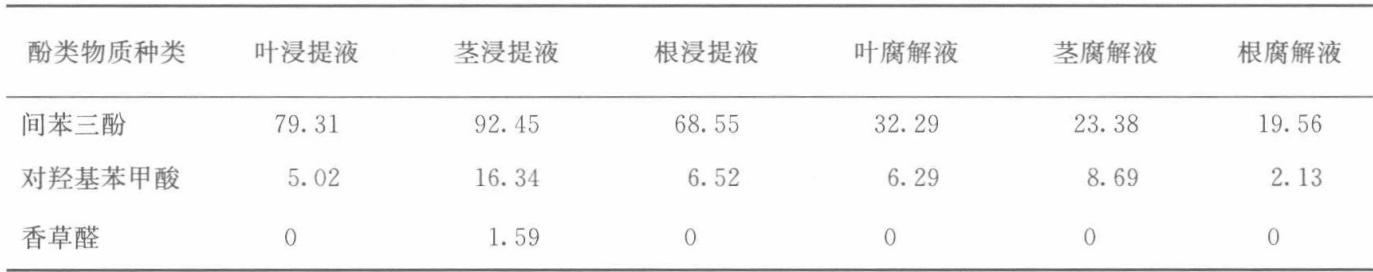 酚类物质种类 叶浸提液 茎浸提液 根浸提液 叶腐解液 茎腐解液 根腐解液
间苯三酚 79.31 92.45 68.55 32.29 23.38 19.56
对羟基苯甲酸 5.02 16.34 6.52 6.29 8.69 2.13
香草醛 0 1.59 0 0 0 0